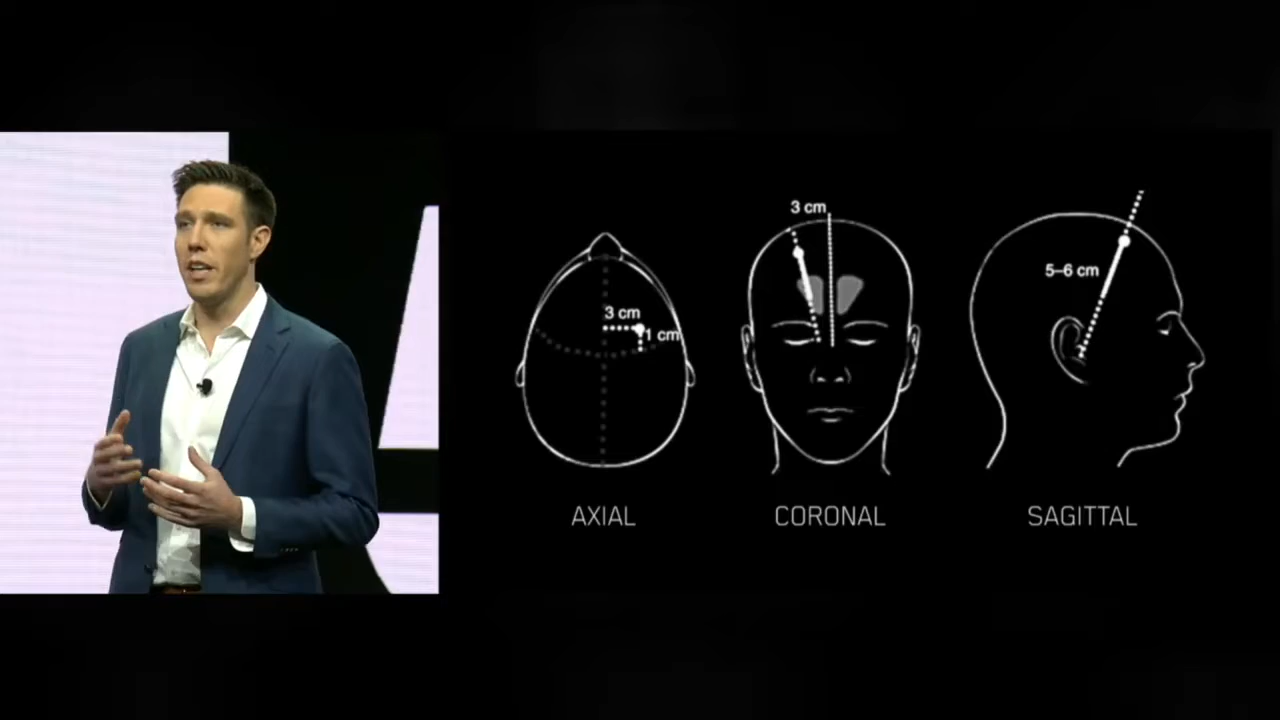 3 cm
1 cm
AXIAL
3 cm
CORONAL
5–6 cm
SAGITTAL